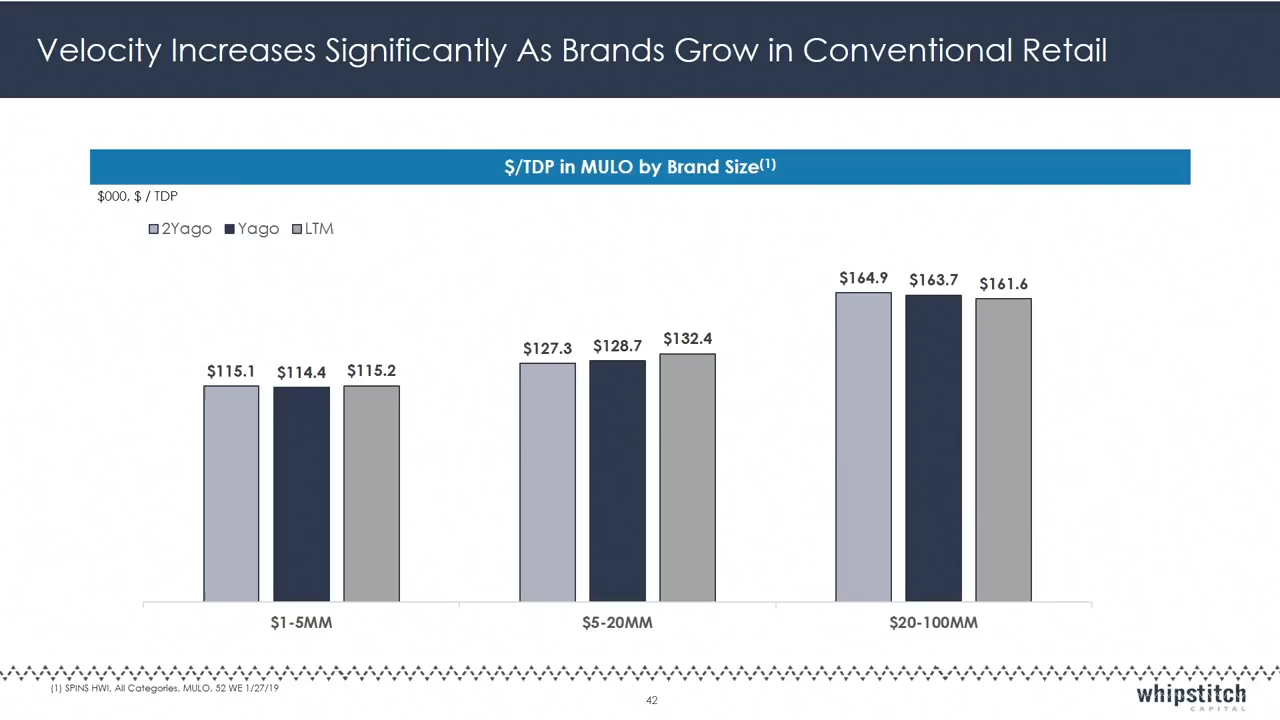 Velocity Increases Significantly As Brands Grow in Conventional Retail
$/TDP in MULO by Brand Size(1)
$000, $ / TDP
2Yago Yago LTM
$115.1 $114.4 $115.2
$127.3 $128.7 $132.4
$164.9 $163.7 $161.6
$1-5MM $5-20MM $20-100MM
(1) SPINS HWI, All Categories, MULO, 52 WE 1/27/19
42
whipstitch
CAPITAL